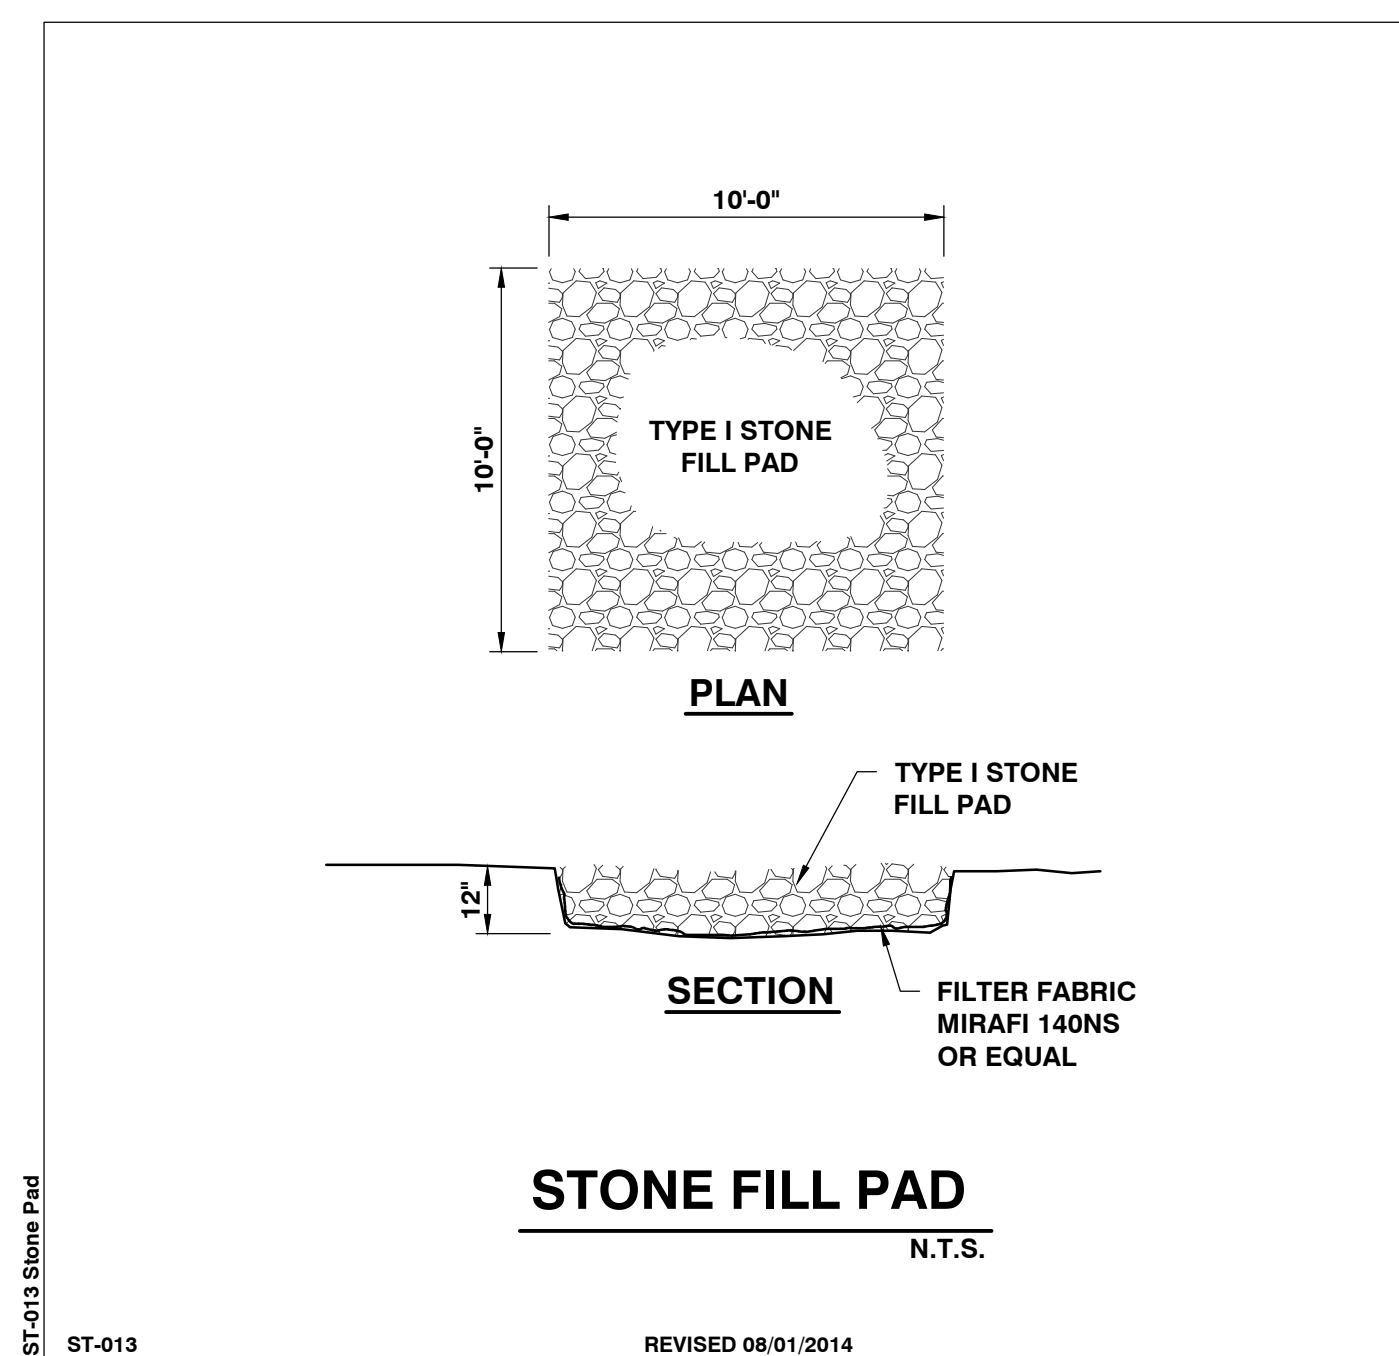 10'-0"
10'-0"
TYPE I STONE
FILL PAD
PLAN
TYPE I STONE
FILL PAD
12"
SECTION
FILTER FABRIC
MIRAFI 140NS
OR EQUAL
STONE FILL PAD
N.T.S.
ST-013 Stone Pad
ST-013
REVISED 08/01/2014